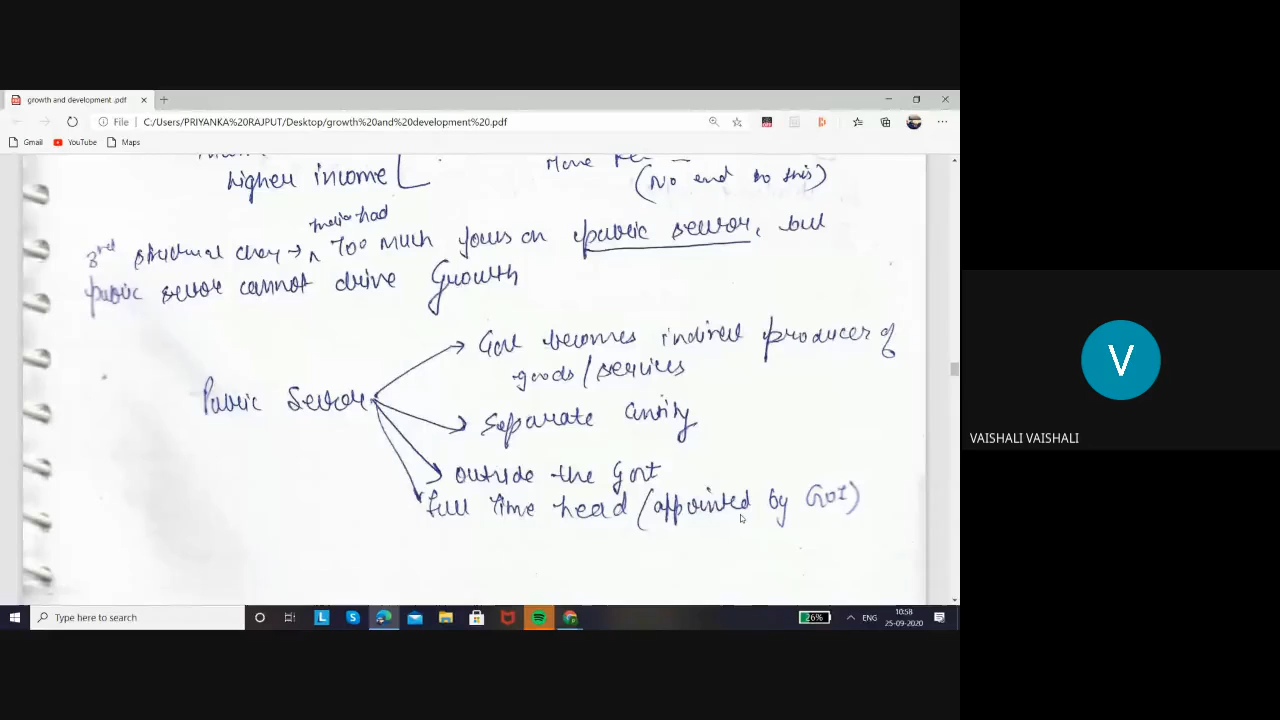 growth and development .pdf
File C:/Users/PRIYANKA%20RAJPUT/Desktop/growth%20and%20development%20.pdf
Gmail YouTube Maps
higher income
More
(No end to this)
had
3rd structural → Too much focus on public sector, but
public sector cannot drive Growth
Govt becomes indirect producer of
goods/services
Public Sector
Separate entity
outside the Govt
full time head (appointed by GOI)
VAISHALI VAISHALI
V
Type here to search
26%
ENG
10:58
25-09-2020